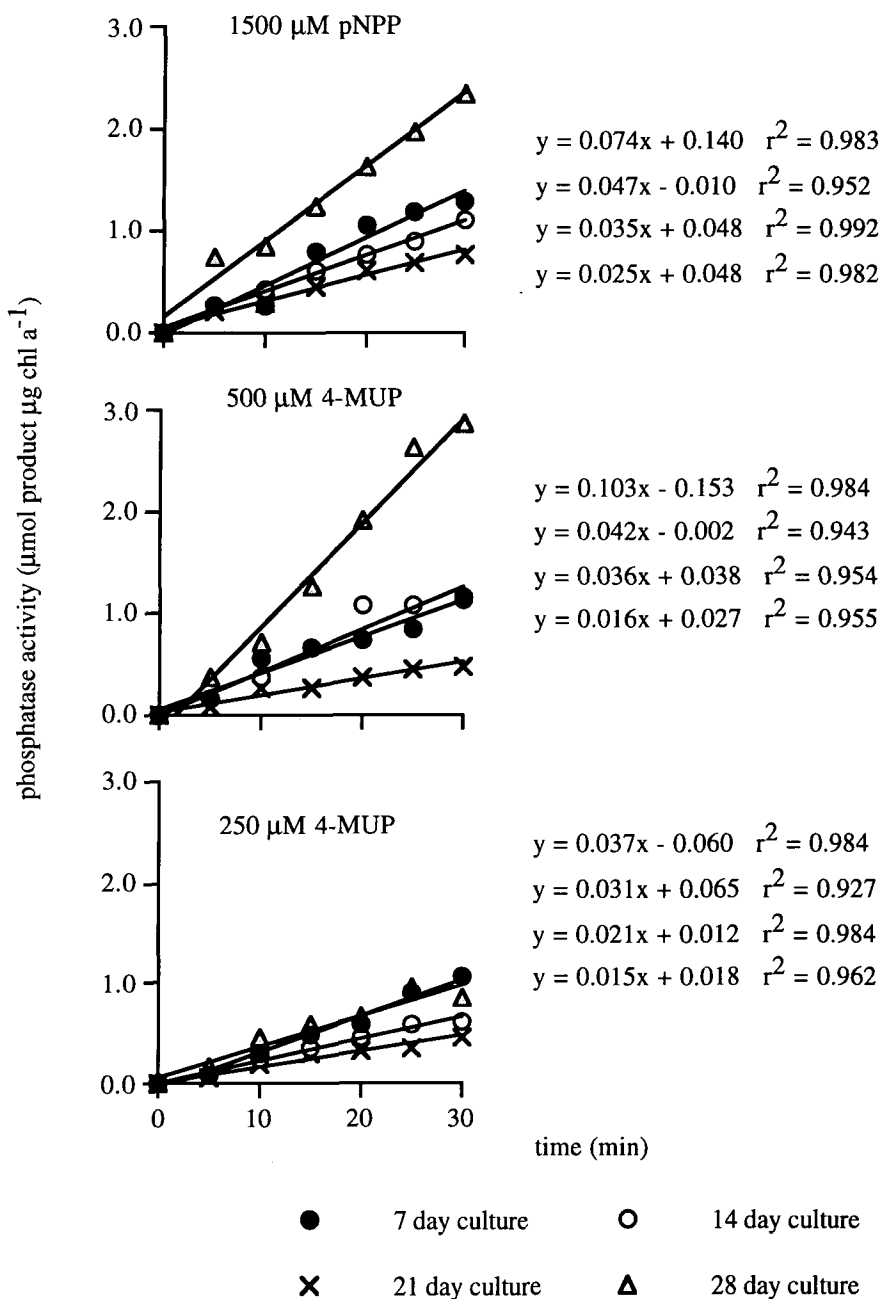 phosphatase activity (μmol product μg chl a⁻¹)
1500 μM pNPP
3.0
2.0
1.0
0.0
y = 0.074x + 0.140 r² = 0.983
y = 0.047x - 0.010 r² = 0.952
y = 0.035x + 0.048 r² = 0.992
y = 0.025x + 0.048 r² = 0.982
500 μM 4-MUP
3.0
2.0
1.0
0.0
y = 0.103x - 0.153 r² = 0.984
y = 0.042x - 0.002 r² = 0.943
y = 0.036x + 0.038 r² = 0.954
y = 0.016x + 0.027 r² = 0.955
250 μM 4-MUP
3.0
2.0
1.0
0.0
y = 0.037x - 0.060 r² = 0.984
y = 0.031x + 0.065 r² = 0.927
y = 0.021x + 0.012 r² = 0.984
y = 0.015x + 0.018 r² = 0.962
0 10 20 30
time (min)
7 day culture 14 day culture
21 day culture 28 day culture